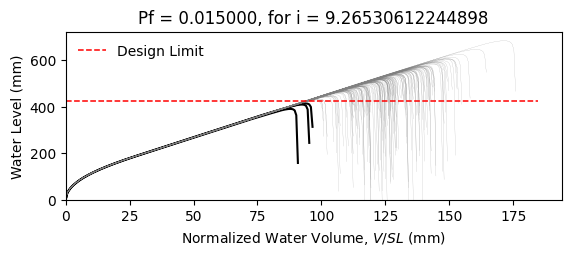 Pf = 0.015000, for i = 9.26530612244898
Water Level (mm)
600
400
200
0
Design Limit
0 25 50 75 100 125 150 175
Normalized Water Volume, V/SL (mm)